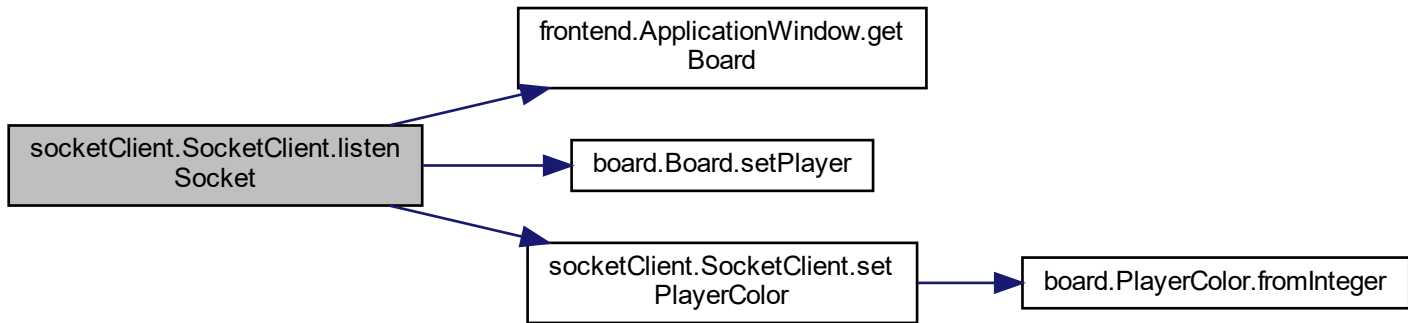 frontend.ApplicationWindow.get
Board
socketClient.SocketClient.listen
Socket
board.Board.setPlayer
socketClient.SocketClient.set
PlayerColor
board.PlayerColor.fromInteger